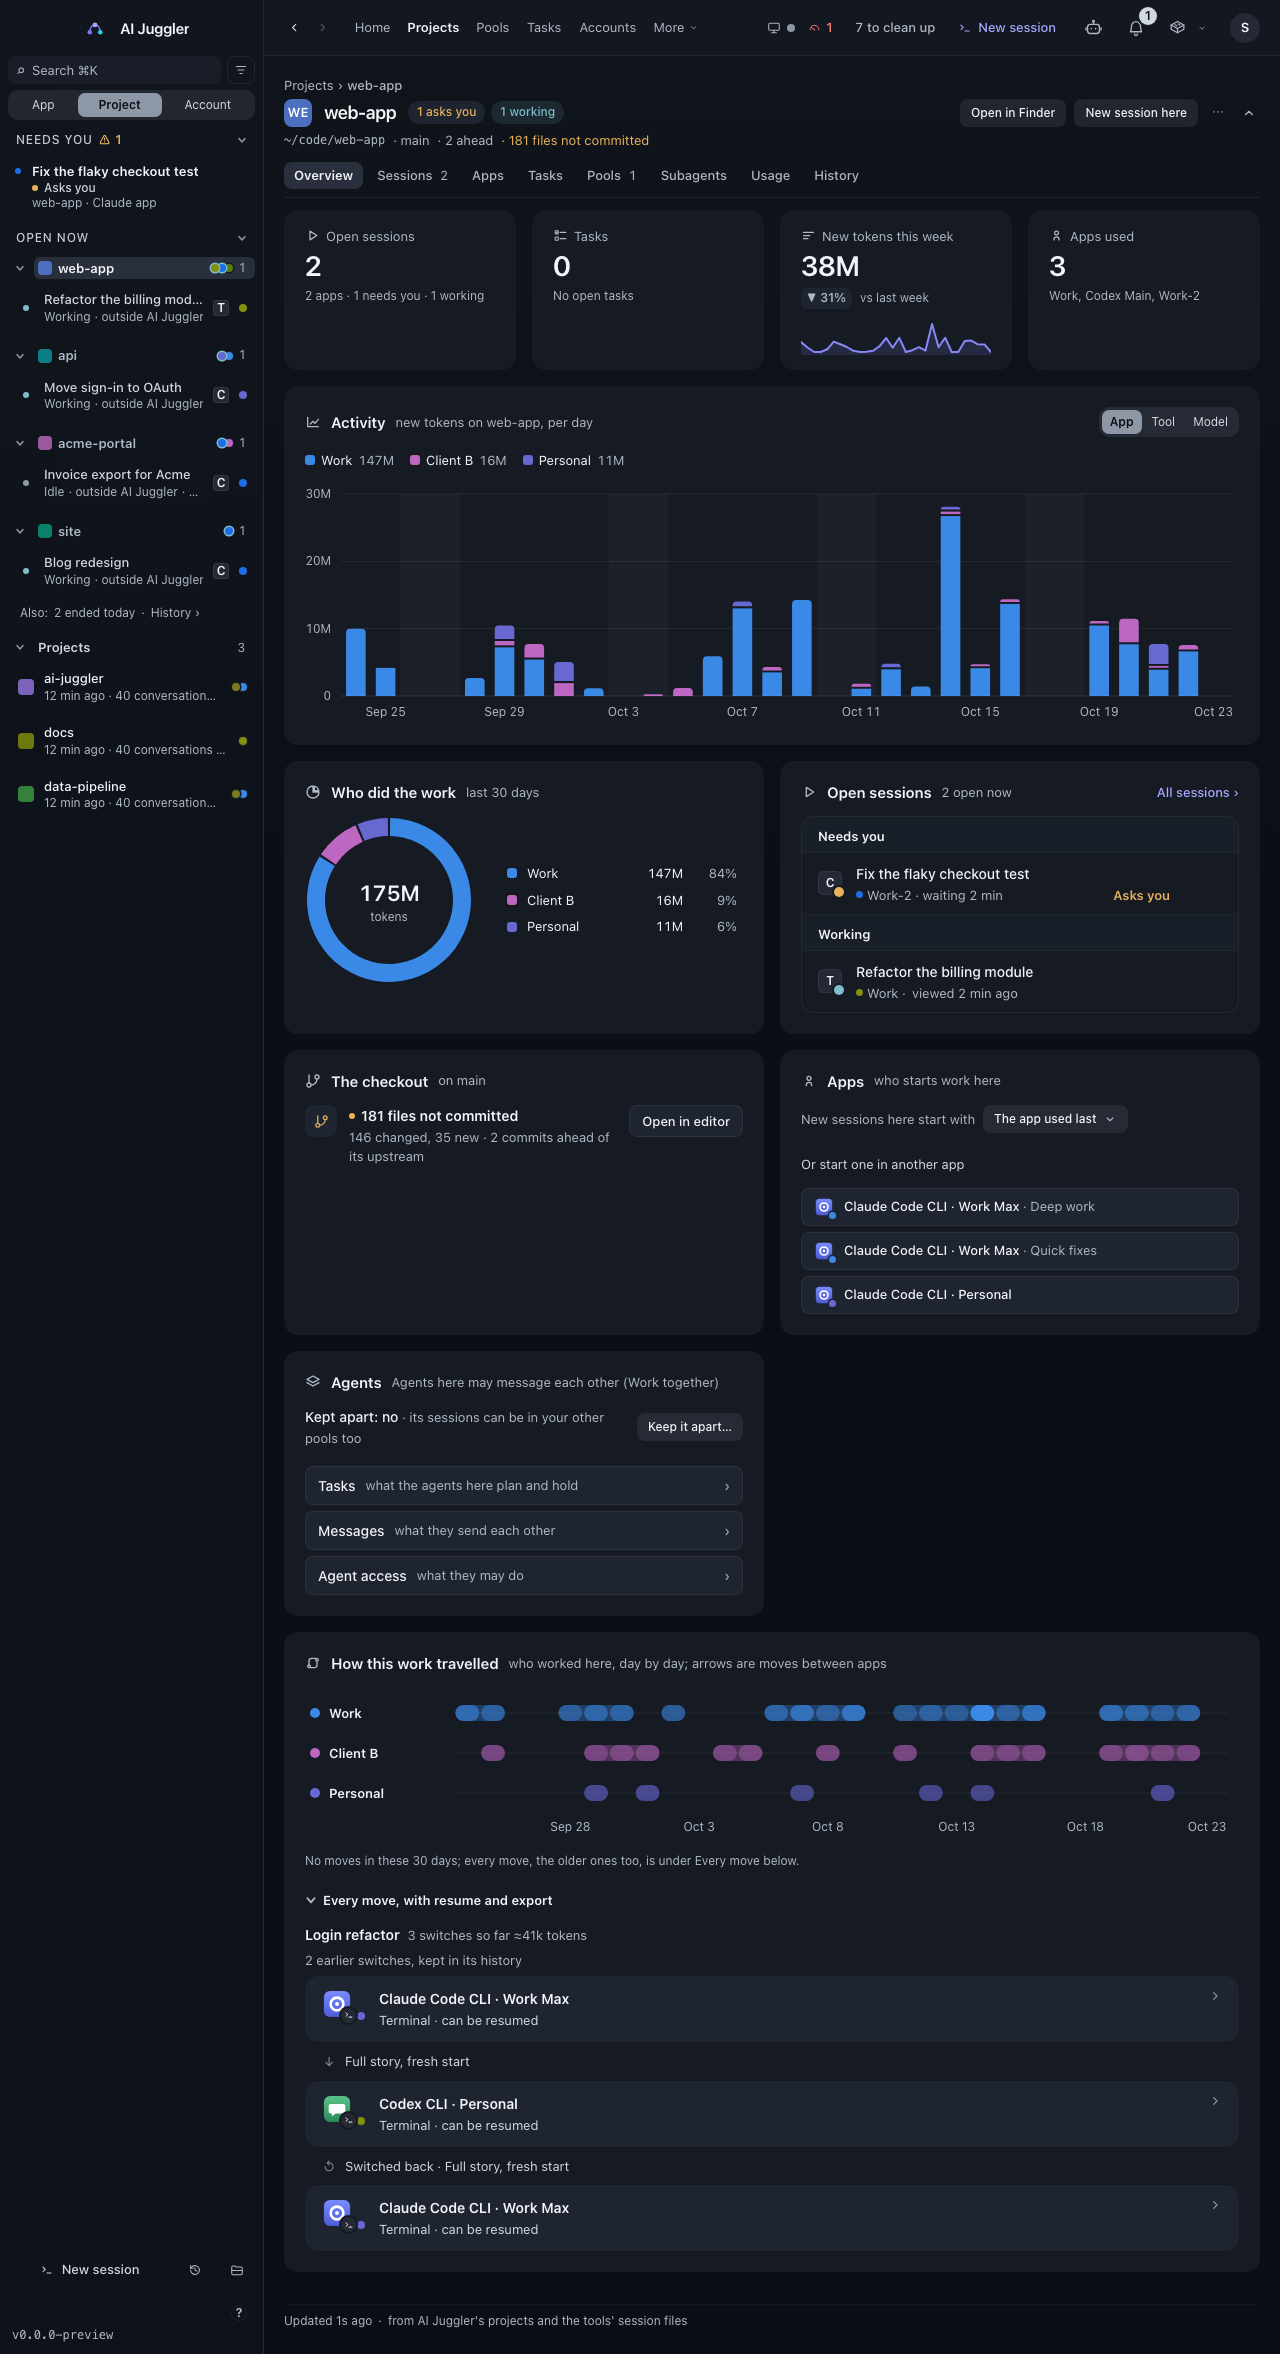 AI Juggler
Search ⌘K
App Project Account
NEEDS YOU 1
Fix the flaky checkout test
Asks you
web-app · Claude app
OPEN NOW
web-app 1
Refactor the billing mod... T
Working · outside AI Juggler
api 1
Move sign-in to OAuth C
Working · outside AI Juggler
acme-portal 1
Invoice export for Acme C
Idle · outside AI Juggler · ...
site 1
Blog redesign C
Working · outside AI Juggler
Also: 2 ended today · History ›
Projects 3
ai-juggler
12 min ago · 40 conversation...
docs
12 min ago · 40 conversations ...
data-pipeline
12 min ago · 40 conversation...
New session
?
v0.0.0-preview
Home Projects Pools Tasks Accounts More
1 7 to clean up New session 1 S
Projects › web-app
WE web-app 1 asks you 1 working
Open in Finder New session here ...
~/code/web-app · main · 2 ahead · 181 files not committed
Overview Sessions 2 Apps Tasks Pools 1 Subagents Usage History
Open sessions
2
2 apps · 1 needs you · 1 working
Tasks
0
No open tasks
New tokens this week
38M
▼ 31% vs last week
Apps used
3
Work, Codex Main, Work-2
Activity new tokens on web-app, per day
App Tool Model
Work 147M Client B 16M Personal 11M
30M
20M
10M
0
Sep 25 Sep 29 Oct 3 Oct 7 Oct 11 Oct 15 Oct 19 Oct 23
Who did the work last 30 days
175M
tokens
Work 147M 84%
Client B 16M 9%
Personal 11M 6%
Open sessions 2 open now
All sessions ›
Needs you
C Fix the flaky checkout test
Work-2 · waiting 2 min Asks you
Working
T Refactor the billing module
Work · viewed 2 min ago
The checkout on main
181 files not committed
146 changed, 35 new · 2 commits ahead of
its upstream
Open in editor
Apps who starts work here
New sessions here start with The app used last
Or start one in another app
Claude Code CLI · Work Max · Deep work
Claude Code CLI · Work Max · Quick fixes
Claude Code CLI · Personal
Agents Agents here may message each other (Work together)
Kept apart: no · its sessions can be in your other
pools too
Keep it apart...
Tasks what the agents here plan and hold ›
Messages what they send each other ›
Agent access what they may do ›
How this work travelled who worked here, day by day; arrows are moves between apps
Work
Client B
Personal
Sep 28 Oct 3 Oct 8 Oct 13 Oct 18 Oct 23
No moves in these 30 days; every move, the older ones too, is under Every move below.
Every move, with resume and export
Login refactor 3 switches so far ≈41k tokens
2 earlier switches, kept in its history
Claude Code CLI · Work Max
Terminal · can be resumed
↓ Full story, fresh start
Codex CLI · Personal
Terminal · can be resumed
Switched back · Full story, fresh start
Claude Code CLI · Work Max
Terminal · can be resumed
Updated 1s ago · from AI Juggler's projects and the tools' session files